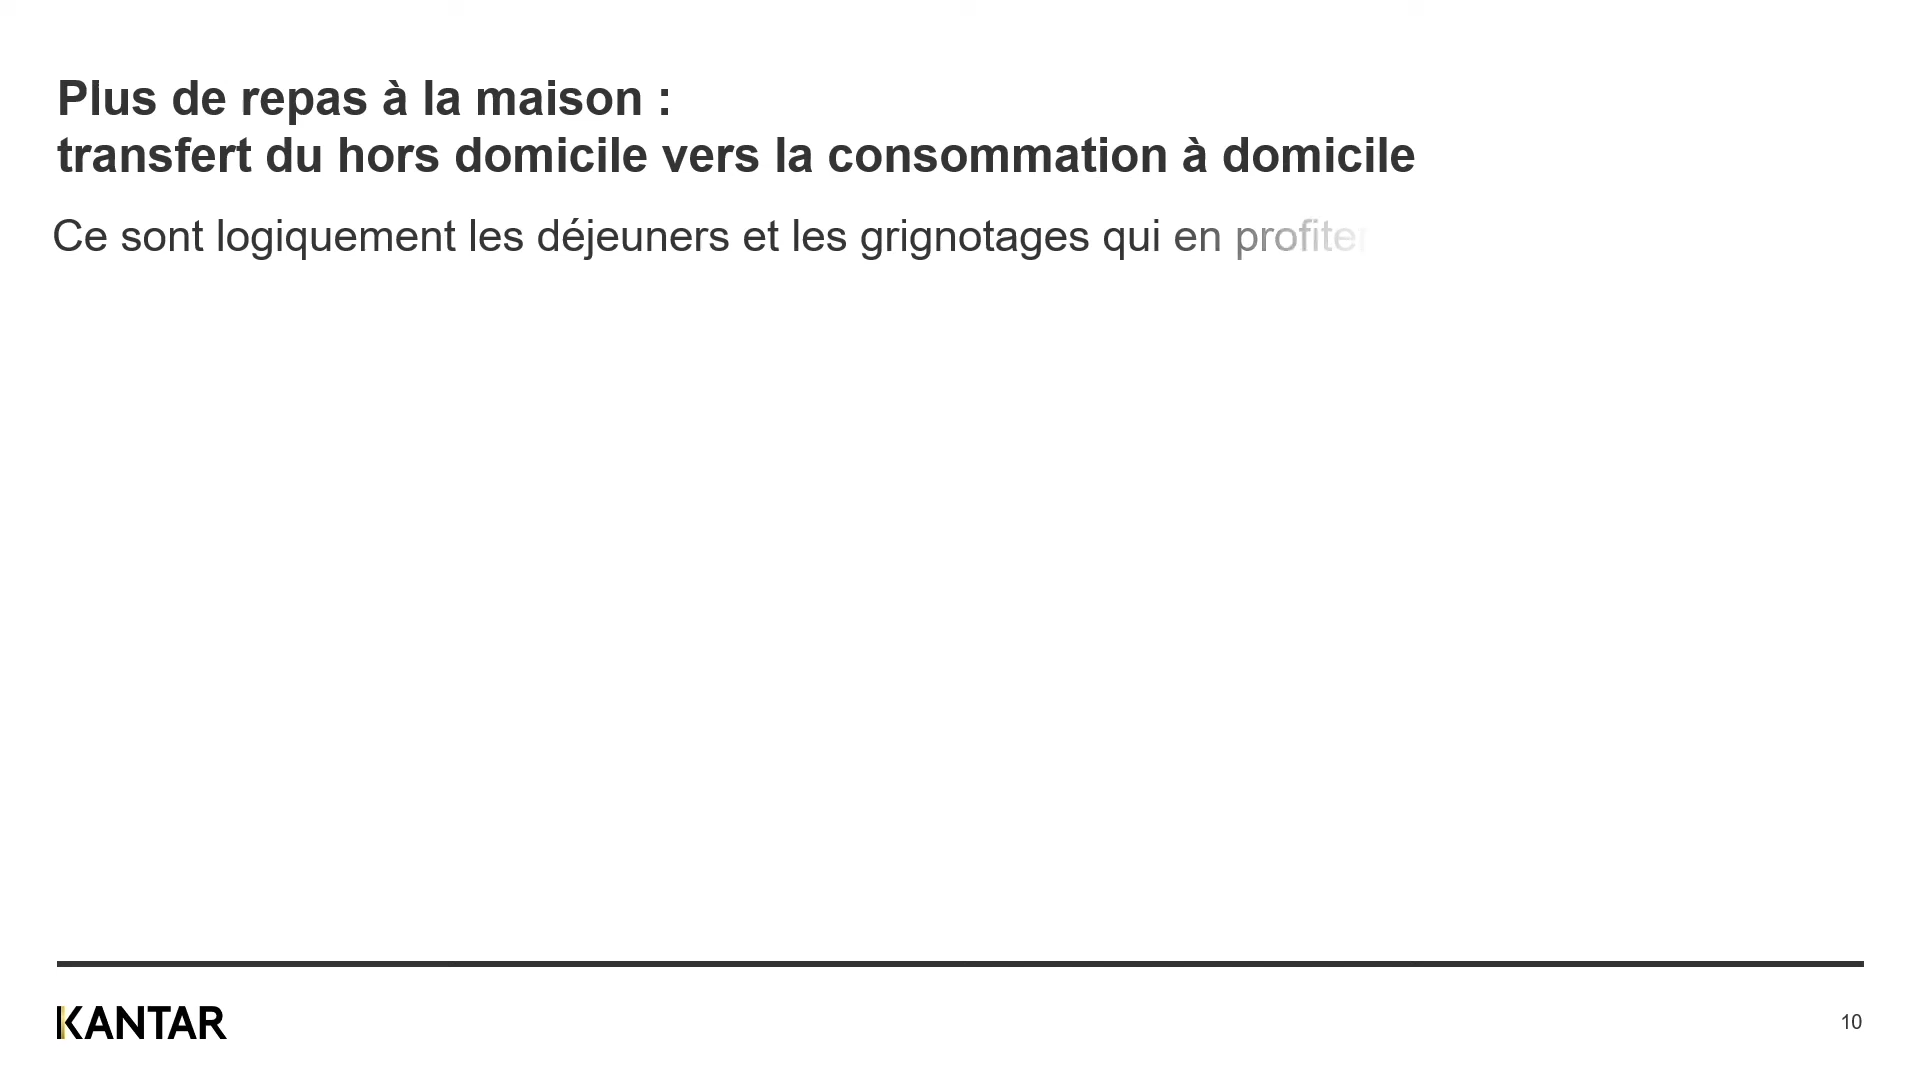 Plus de repas à la maison :
transfert du hors domicile vers la consommation à domicile
Ce sont logiquement les déjeuners et les grignotages qui en profiter
KANTAR
10